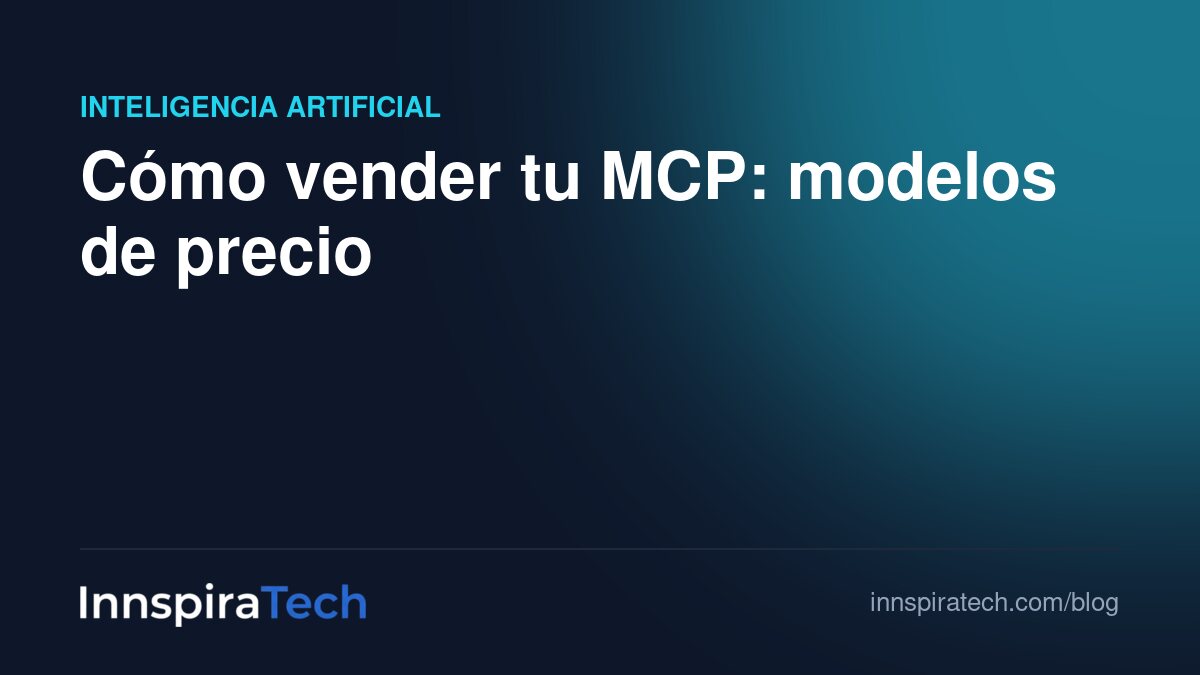 INTELIGENCIA ARTIFICIAL
Cómo vender tu MCP: modelos
de precio
InnspiraTech
innspiratech.com/blog